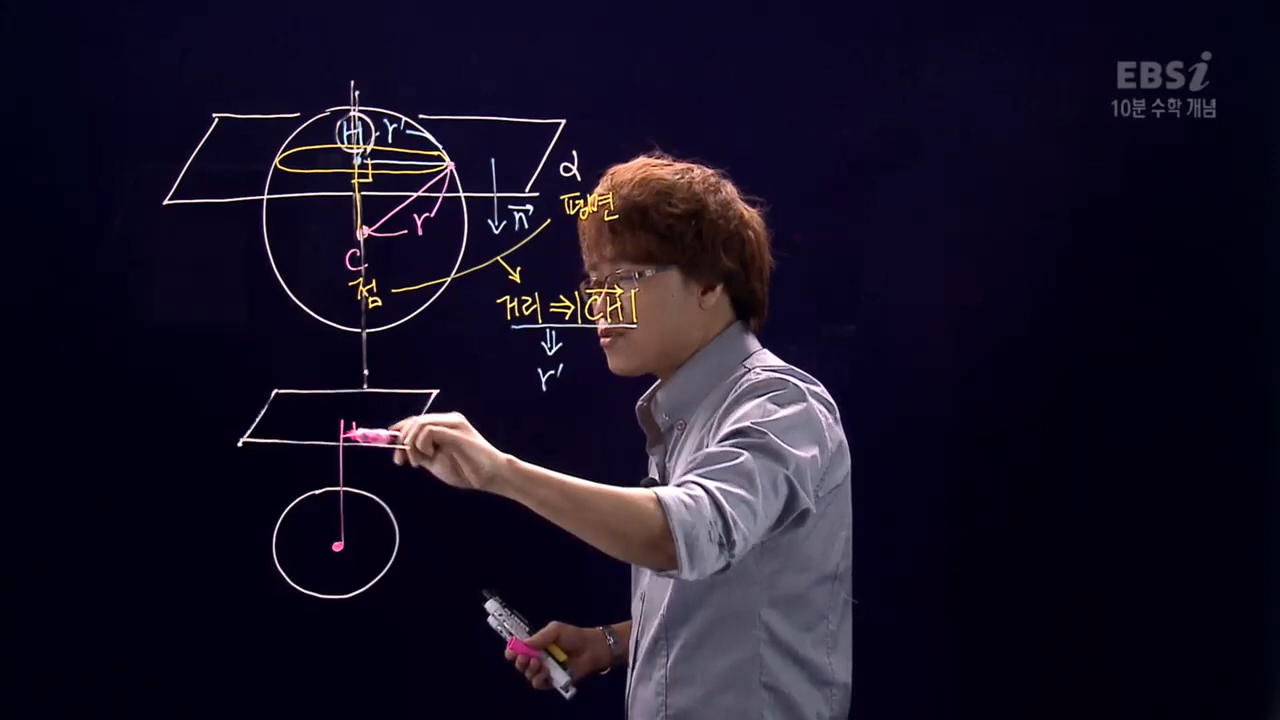 EBSi
10분 수학 개념
H r'
α
평면
n
r
C
점
거리 ⇒ |CH|
⇓
r'